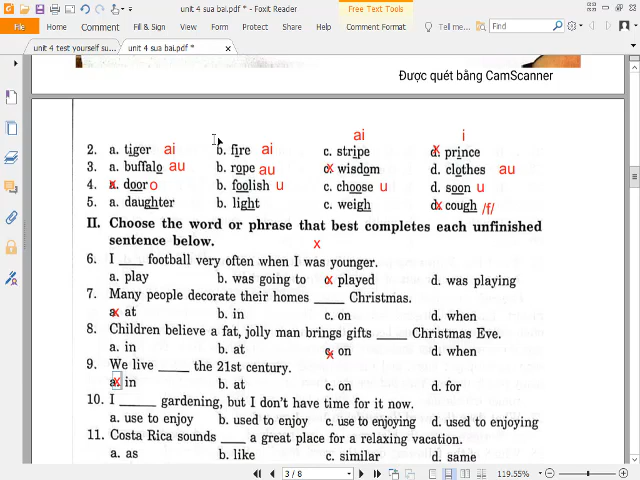 unit 4 sua bai.pdf * - Foxit Reader
Free Text Tools
File
Home
Comment
Fill & Sign
View
Form
Protect
Share
Help
Comment Format
Tell me...
Find
unit 4 test yourself su...
unit 4 sua bai.pdf *
Được quét bằng CamScanner
ai i
2. a. tiger ai b. fire ai c. stripe d. prince x
3. a. buffalo au b. rope au c. wisdom x d. clothes au
4. a. door o x b. foolish u c. choose u d. soon u
5. a. daughter b. light c. weigh d. cough /f/ x
II. Choose the word or phrase that best completes each unfinished
sentence below.
x
6. I ____ football very often when I was younger.
a. play b. was going to c. played x d. was playing
7. Many people decorate their homes ____ Christmas.
a. at x b. in c. on d. when
8. Children believe a fat, jolly man brings gifts ____ Christmas Eve.
a. in b. at c. on x d. when
9. We live ____ the 21st century.
a. in x b. at c. on d. for
10. I ____ gardening, but I don't have time for it now.
a. use to enjoy b. used to enjoy c. use to enjoying d. used to enjoying
11. Costa Rica sounds ____ a great place for a relaxing vacation.
a. as b. like c. similar d. same
3 / 8
119.55%